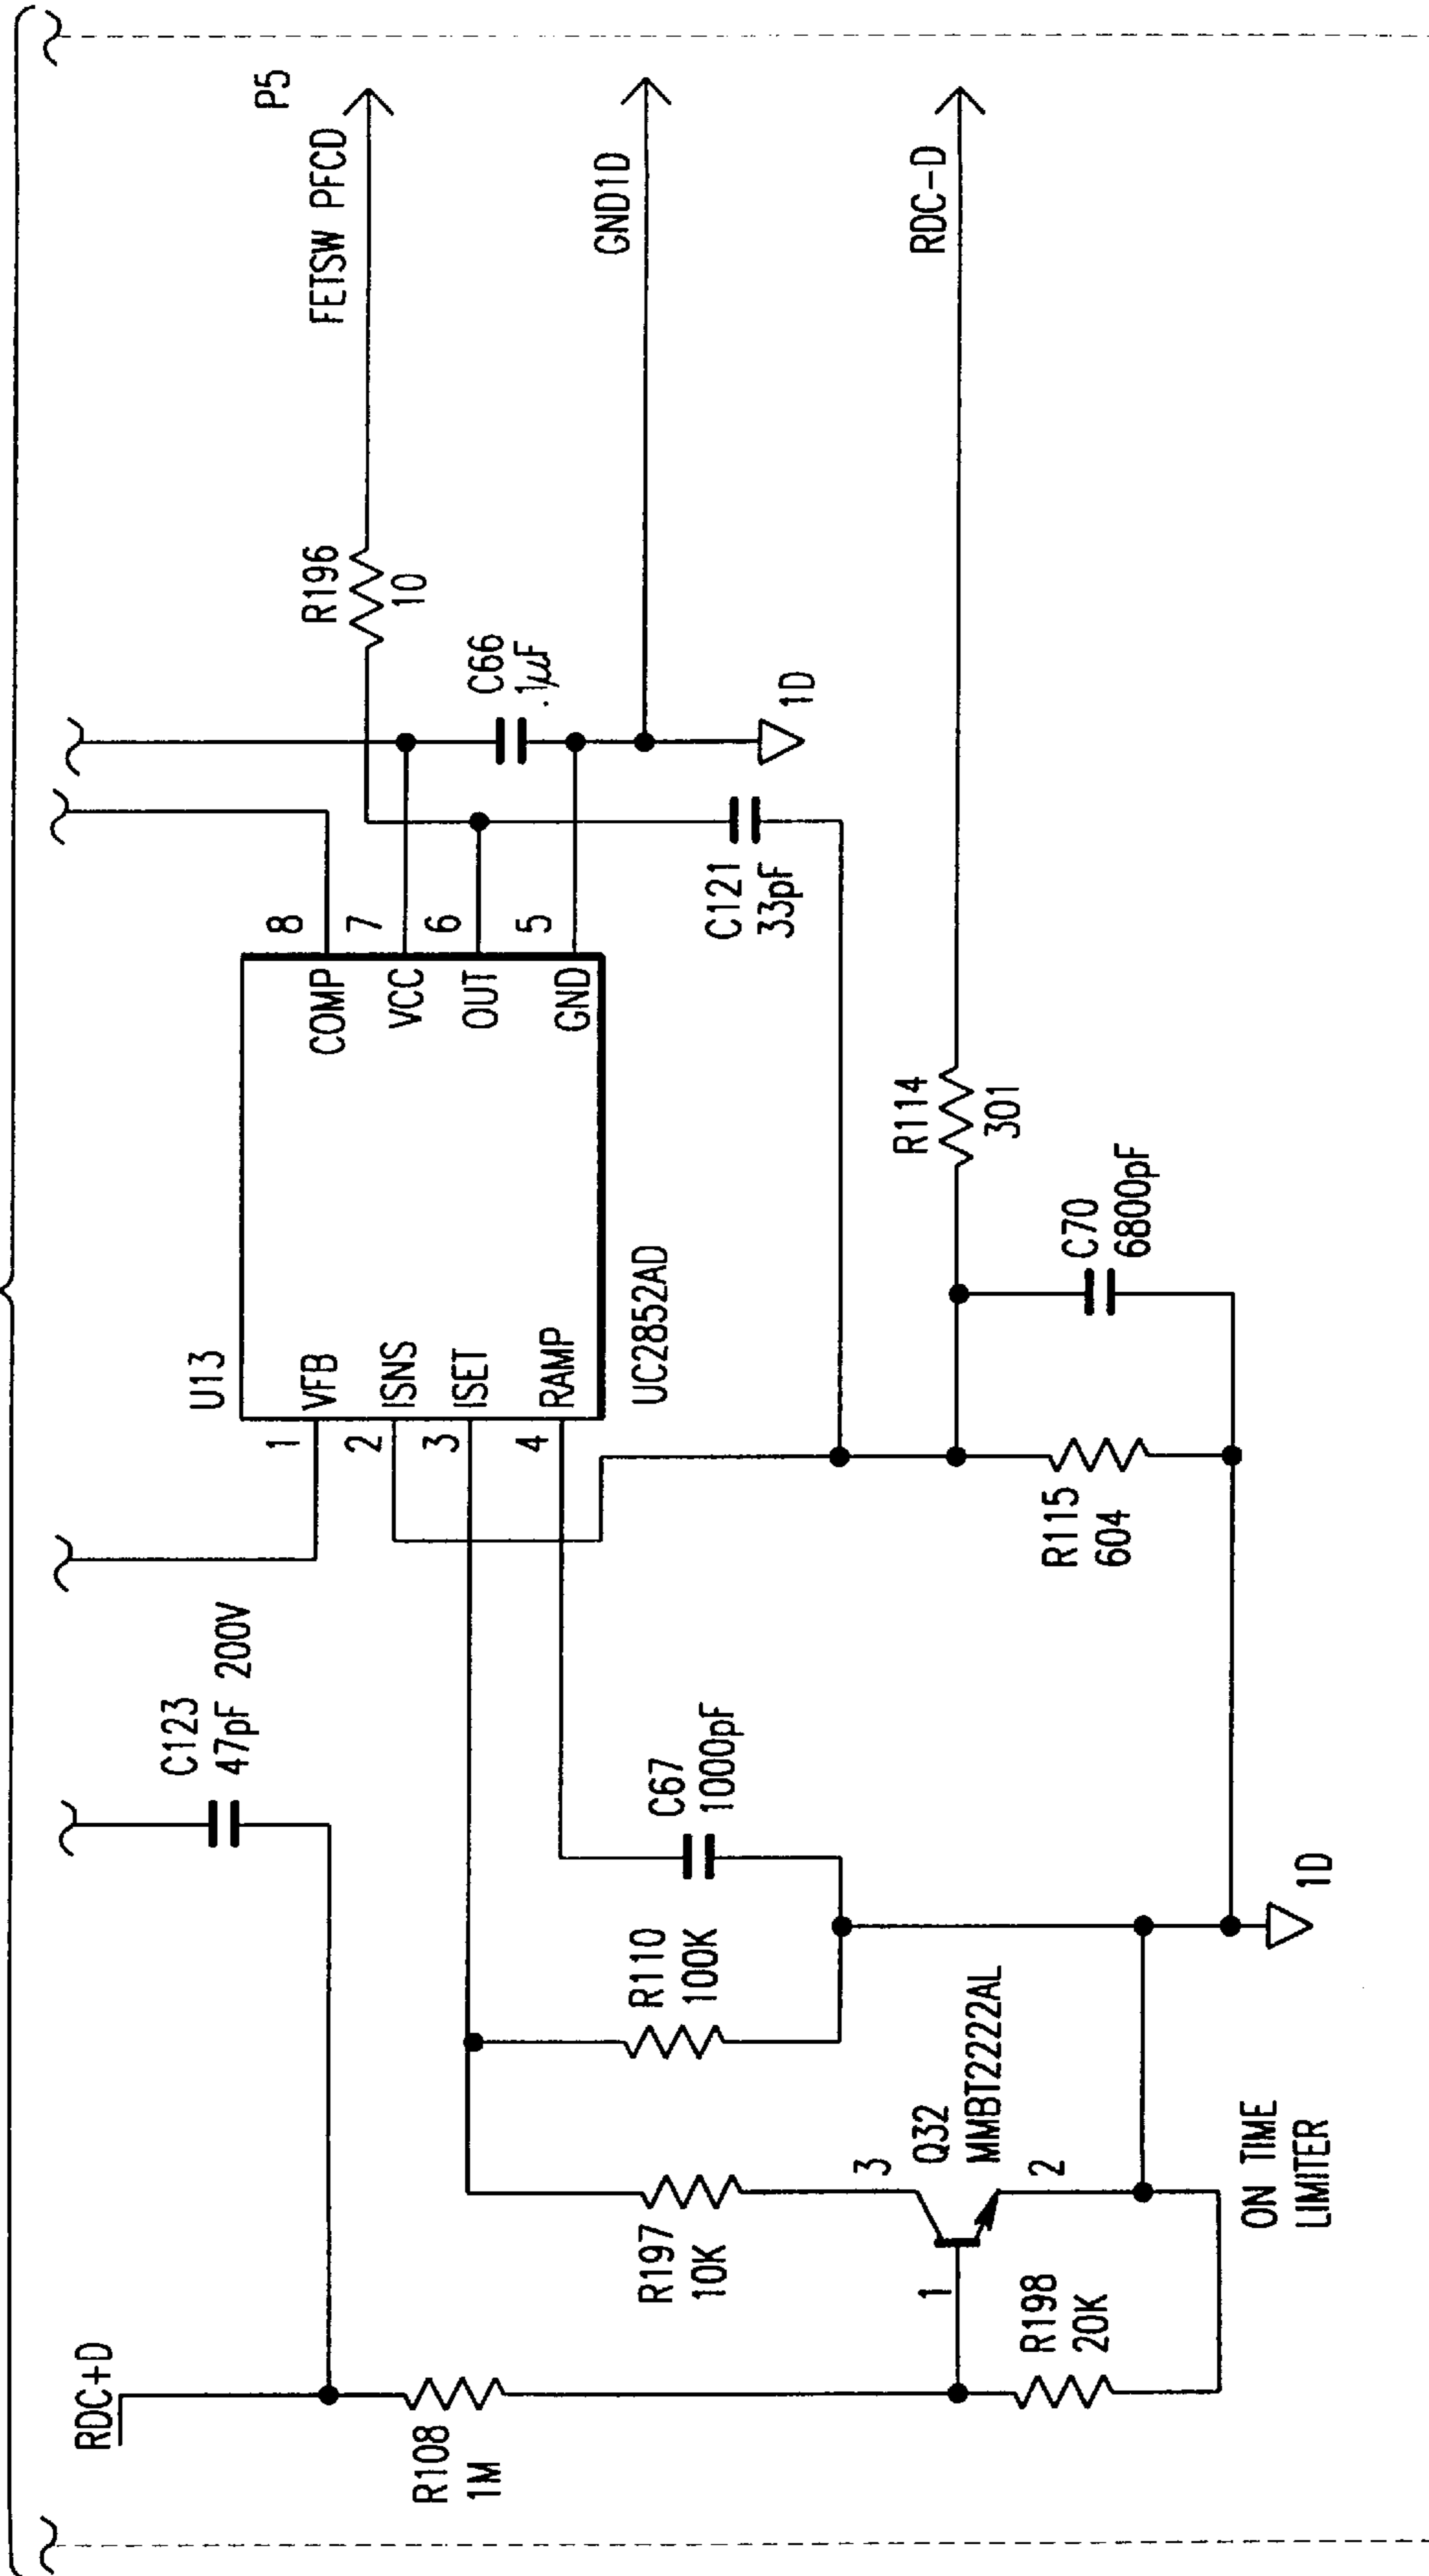 RDC+D
R108
1M
C123
47pF 200V
R197
10K
R198
20K
1
3
2
Q32
MMBT2222AL
ON TIME
LIMITER
R110
100K
C67
1000pF
1D
U13
1
VFB
2
ISNS
3
ISET
4
RAMP
UC2852AD
8
COMP
7
VCC
6
OUT
5
GND
R115
604
C70
6800pF
R114
301
C121
33pF
C66
.1µF
1D
R196
10
FETSW PFCD
P5
GND1D
RDC-D